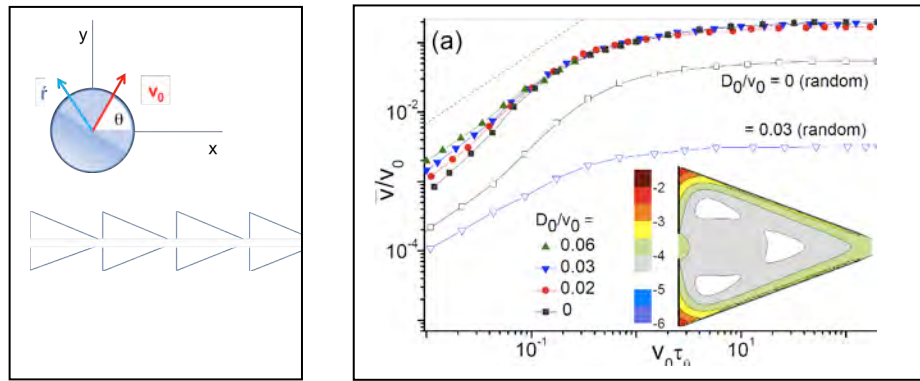 y
ṙ
v₀
θ
x
(a)
D₀/v₀ = 0 (random)
= 0.03 (random)
10⁻²
10⁻⁴
v̄/v₀
D₀/v₀ =
0.06
0.03
0.02
0
-2
-3
-4
-5
-6
10⁻¹
10¹
v₀τθ